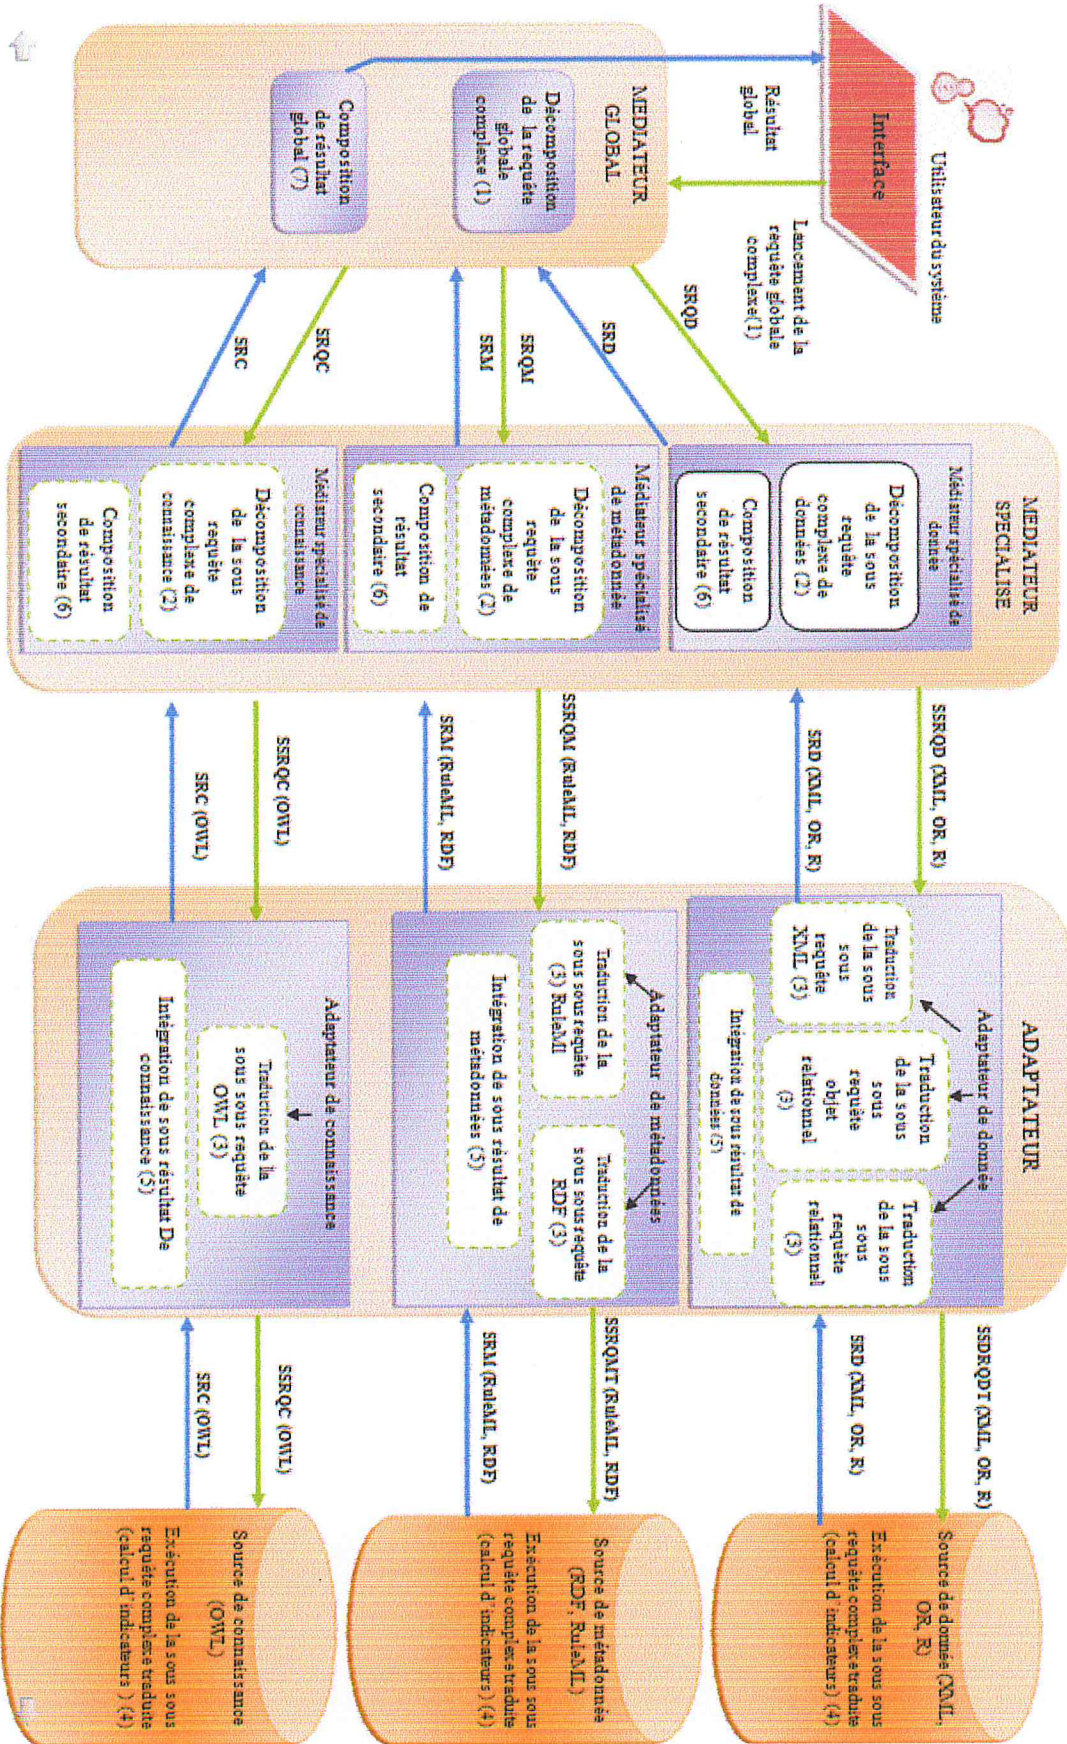 Utilisateur du système
Interface
Résultat
global
Lancement de la
requête globale
complexe(1)
MEDIATEUR
GLOBAL
Décomposition
de la requête
globale
complexe (1)
Composition
de résultat
global (7)
SRQD
SRD
SRQM
SRM
SRQC
SRC
MEDIATEUR
SPECIALISE
Médiateur spécialisé de
donnée
Décomposition
de la sous
requête
complexe de
données (2)
Composition
de résultat
secondaire (6)
Médiateur spécialisé
de métadonnée
Décomposition
de la sous
requête
complexe de
métadonnées (2)
Composition de
résultat
secondaire (6)
Médiateur spécialisé de
connaissance
Décomposition
de la sous
requête
complexe de
connaissance (2)
Composition
de résultat
secondaire (6)
SSRQD (XML, OR, R)
SRD (XML, OR, R)
SSRQM (RuleML, RDF)
SRM (RuleML, RDF)
SSRQC (OWL)
SRC (OWL)
ADAPTATEUR
Adaptateur de donnée
Traduction
de la sous
sous
requête
XML (3)
Traduction
de la sous
sous
requête
objet
relationnel
(3)
Traduction
de la sous
sous
requête
relationnel
(3)
Intégration de sous résultat de
données (5)
Adaptateur de métadonnées
Traduction de la
sous sous requête
(3) RuleMl
Traduction de la
sous sous requête
RDF (3)
Intégration de sous résultat de
métadonnées (5)
Adaptateur de connaissance
Traduction de la
sous sous requête
OWL (3)
Intégration de sous résultat De
connaissance (5)
SSDRQDT (XML, OR, R)
SRD (XML, OR, R)
SSRQMT (RuleML, RDF)
SRM (RuleML, RDF)
SSRQC (OWL)
SRC (OWL)
Source de donnée (XML,
OR, R)
Exécution de la sous sous
requête complexe traduite
(calcul d'indicateurs) (4)
Source de métadonnée
(RDF, RuleML)
Exécution de la sous sous
requête complexe traduite
(calcul d'indicateurs) (4)
Source de connaissance
(OWL)
Exécution de la sous sous
requête complexe traduite
(calcul d'indicateurs ) (4)